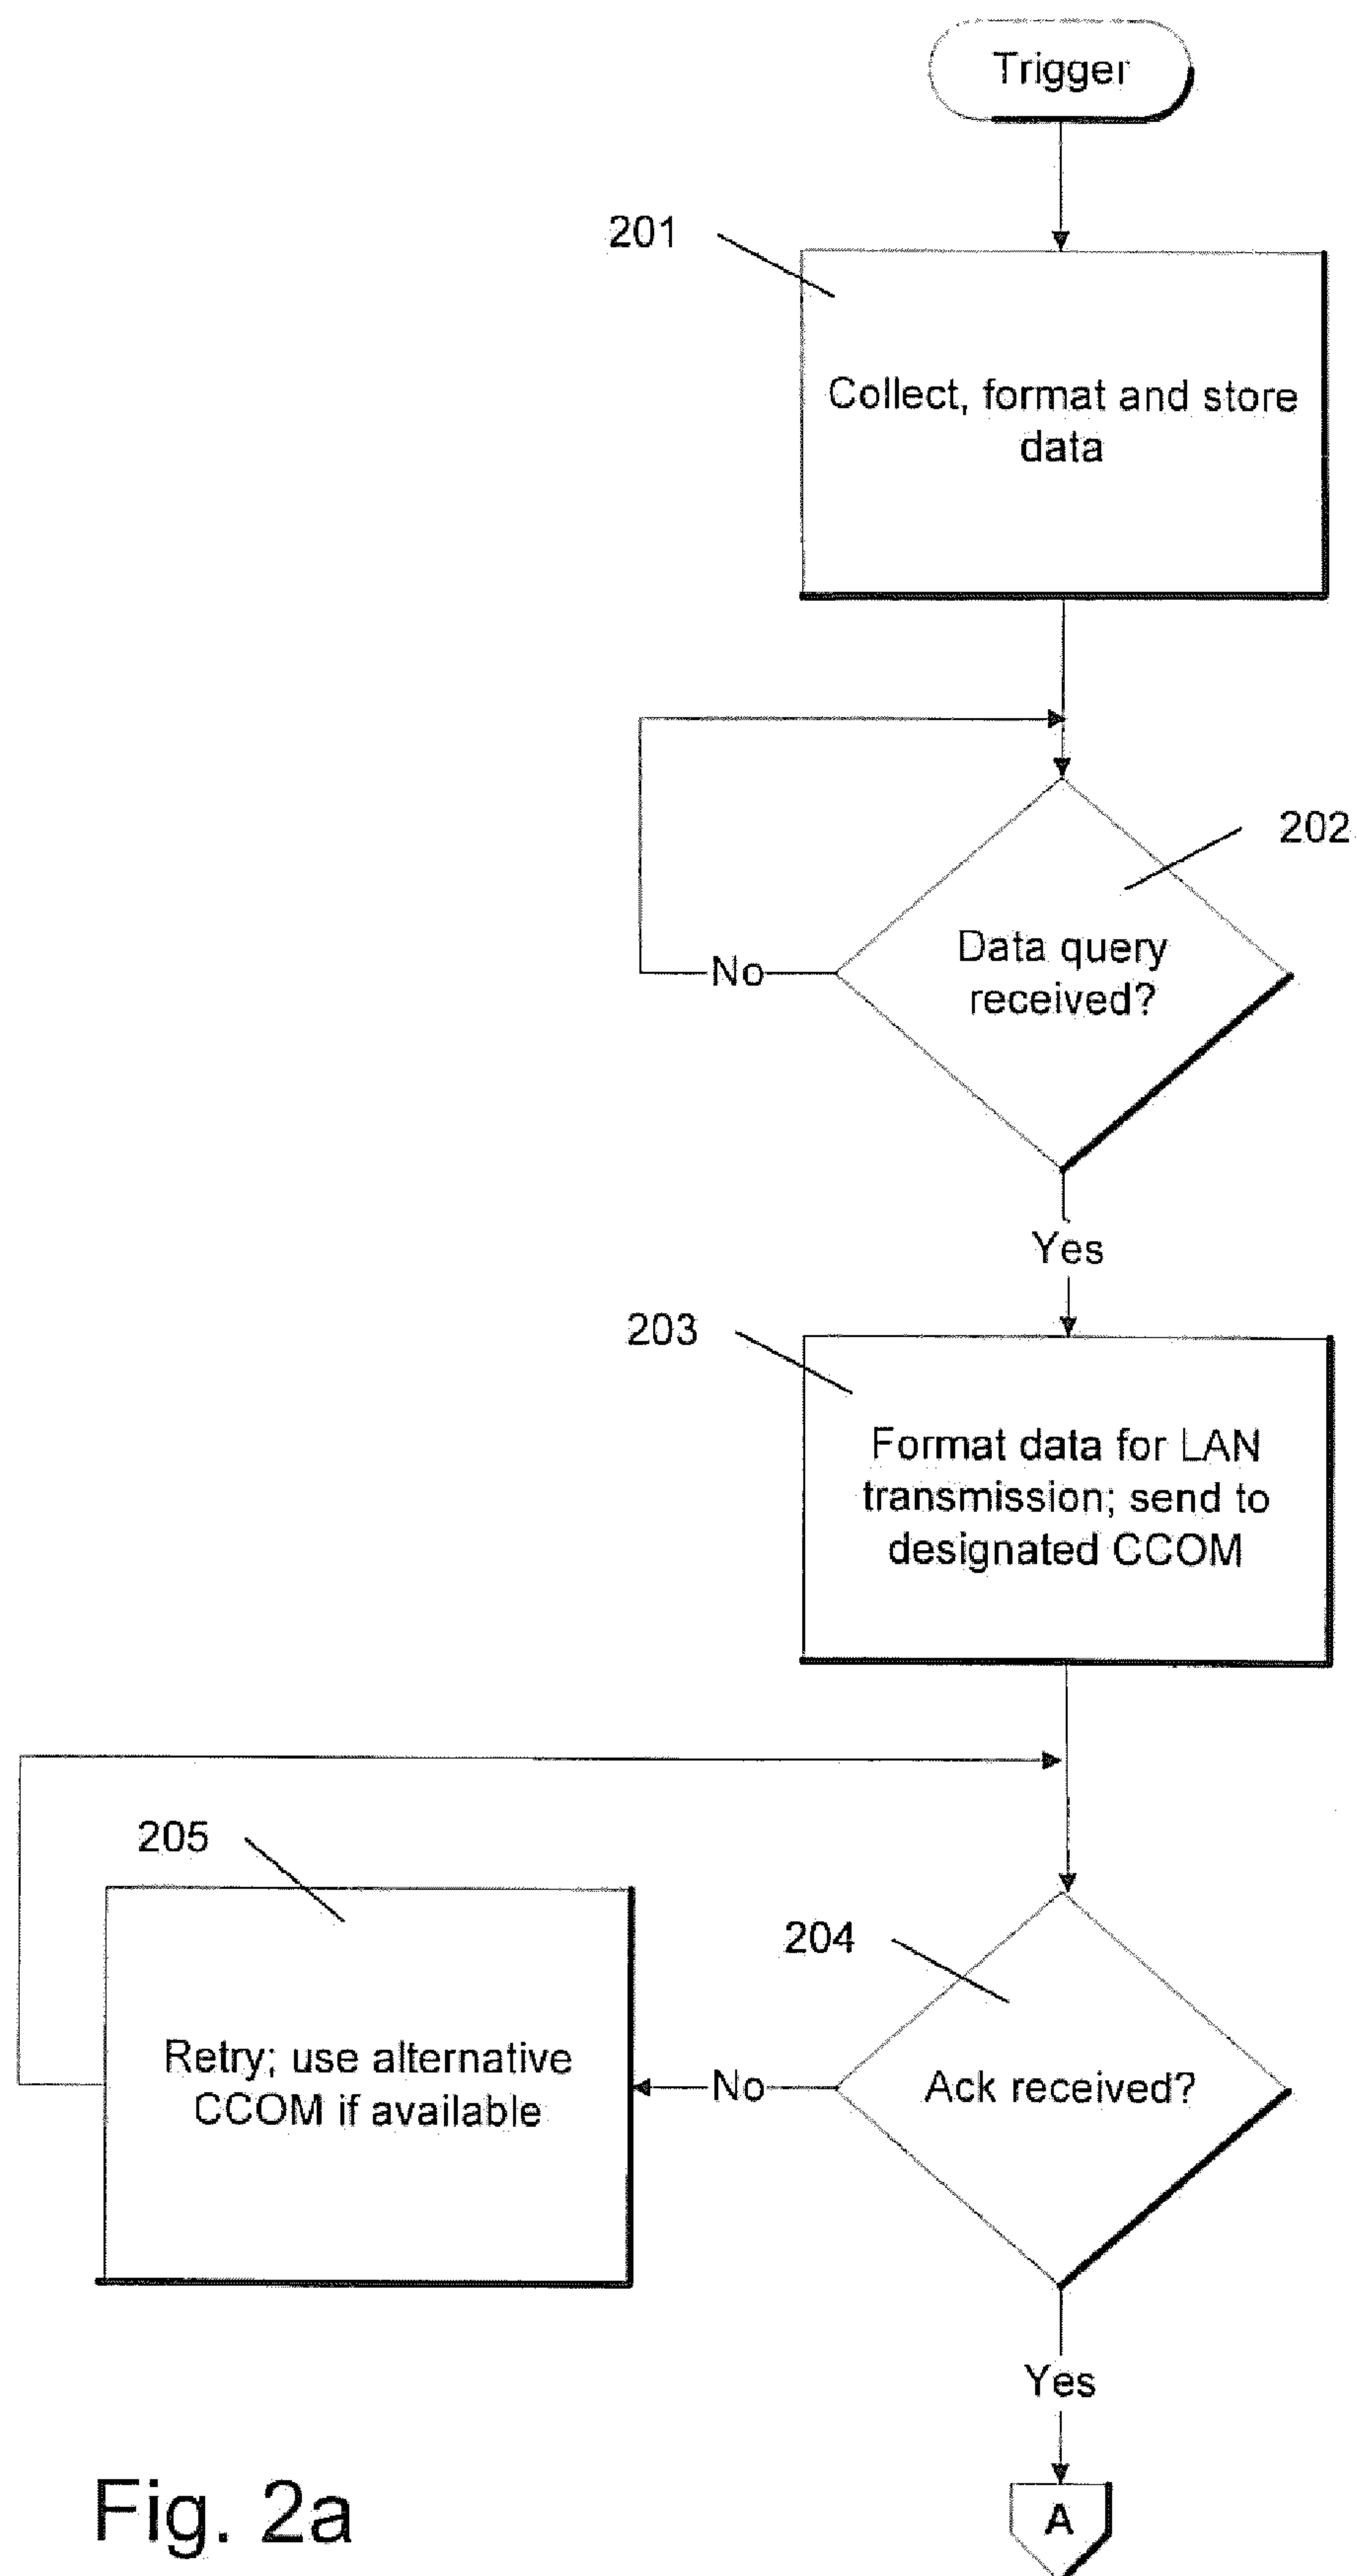 Trigger
201
Collect, format and store
data
202
Data query
received?
No
Yes
203
Format data for LAN
transmission; send to
designated CCOM
205
204
Retry; use alternative
CCOM if available
No
Ack received?
Yes
A
Fig. 2a